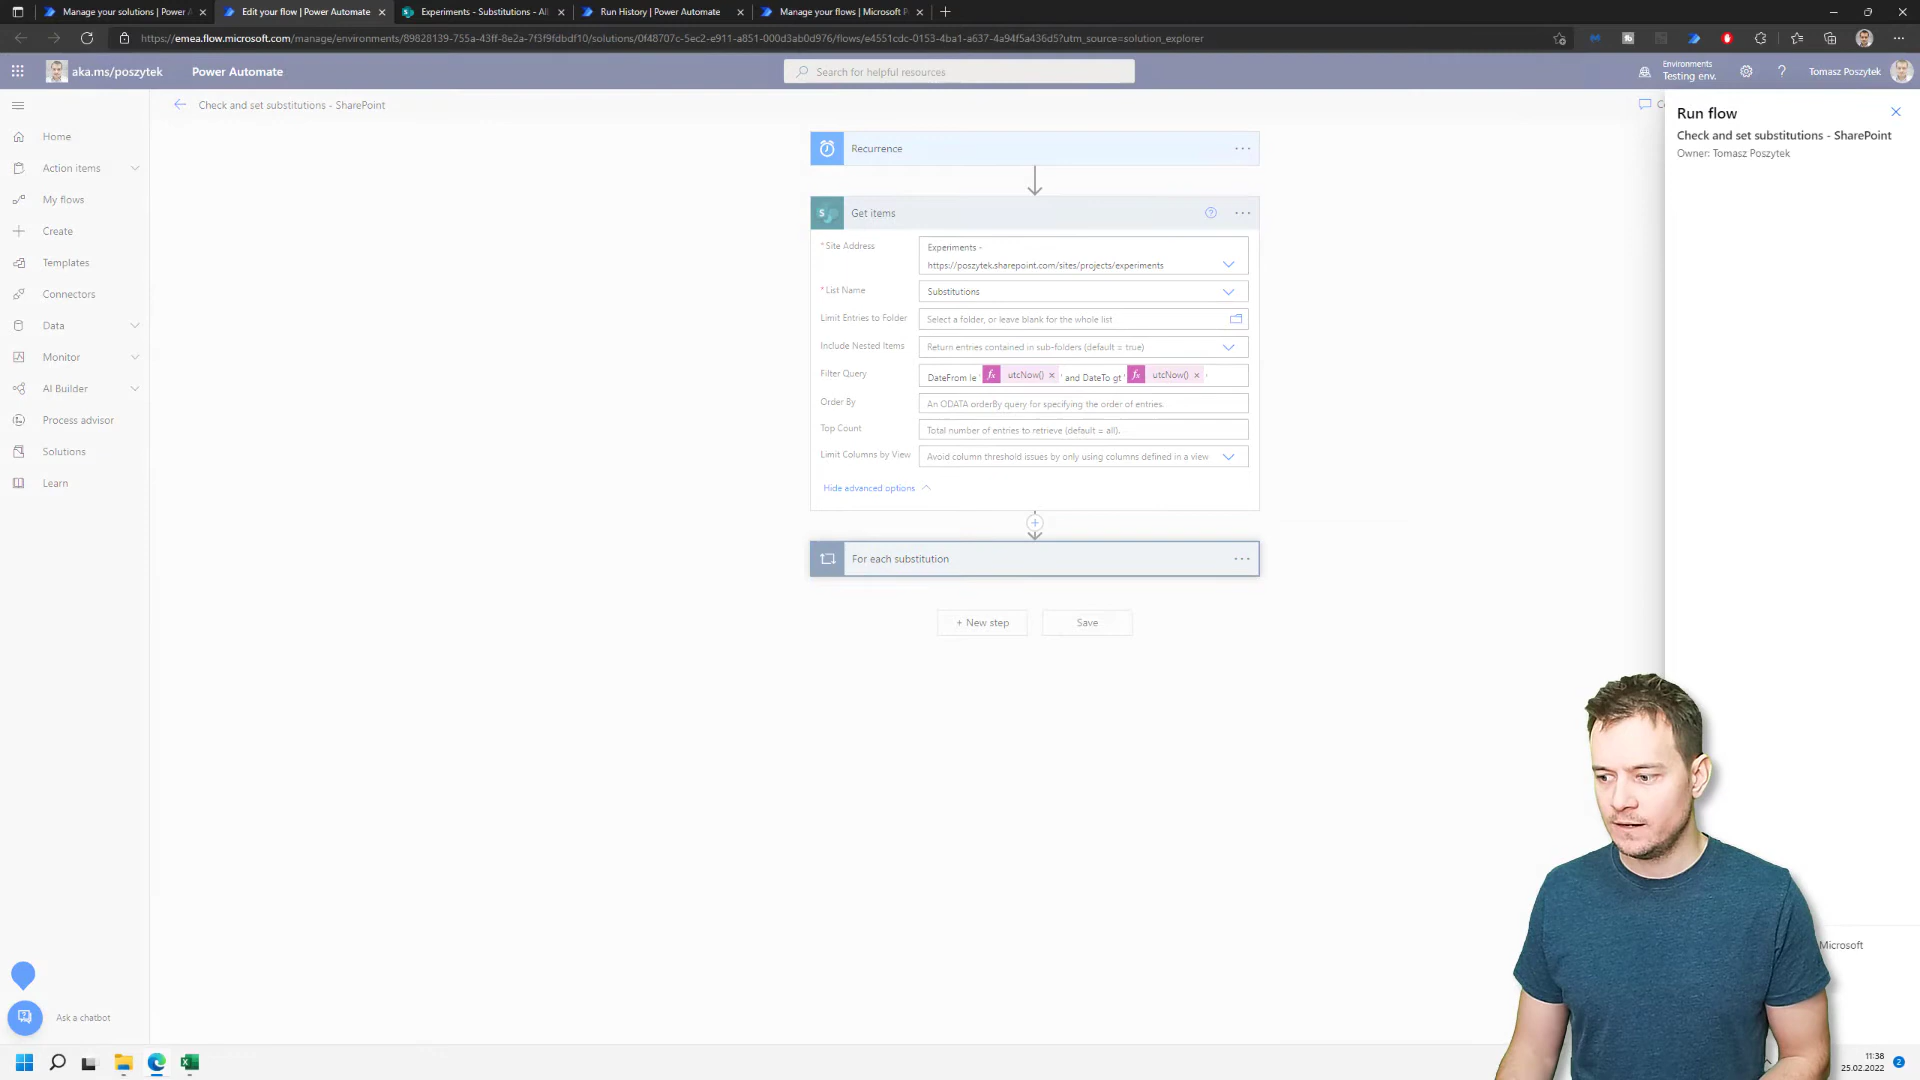 Manage your solutions | Power A
Edit your flow | Power Automate
Experiments - Substitutions - All
Run History | Power Automate
Manage your flows | Microsoft P
https://emea.flow.microsoft.com/manage/environments/89828139-755a-43ff-8e2a-7f3f9fdbdf10/solutions/0f48707c-5ec2-e911-a851-000d3ab0d976/flows/e4551cdc-0153-4ba1-a637-4a94f5a436d5?utm_source=solution_explorer
aka.ms/poszytek
Power Automate
Search for helpful resources
Environments
Testing env.
Tomasz Poszytek
Check and set substitutions - SharePoint
Home
Action items
My flows
Create
Templates
Connectors
Data
Monitor
AI Builder
Process advisor
Solutions
Learn
Ask a chatbot
Recurrence
Get items
* Site Address
Experiments -
https://poszytek.sharepoint.com/sites/projects/experiments
* List Name
Substitutions
Limit Entries to Folder
Select a folder, or leave blank for the whole list
Include Nested Items
Return entries contained in sub-folders (default = true)
Filter Query
DateFrom le ' fx utcNow() × ' and DateTo gt ' fx utcNow() × '
Order By
An ODATA orderBy query for specifying the order of entries.
Top Count
Total number of entries to retrieve (default = all).
Limit Columns by View
Avoid column threshold issues by only using columns defined in a view
Hide advanced options
For each substitution
+ New step
Save
Run flow
Check and set substitutions - SharePoint
Owner: Tomasz Poszytek
Microsoft
11:38
25.02.2022
2